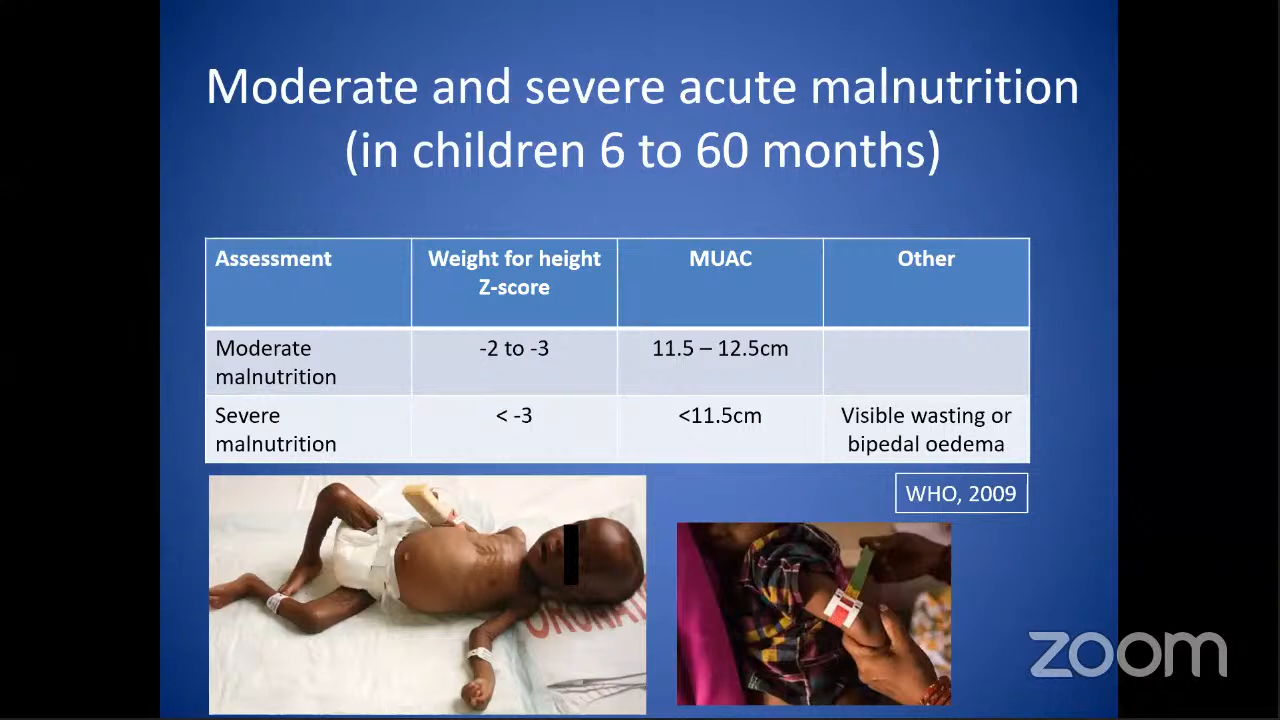 Moderate and severe acute malnutrition
(in children 6 to 60 months)
Assessment
Weight for height
Z-score
MUAC
Other
Moderate
malnutrition
-2 to -3
11.5 – 12.5cm
Severe
malnutrition
< -3
<11.5cm
Visible wasting or
bipedal oedema
WHO, 2009
zoom